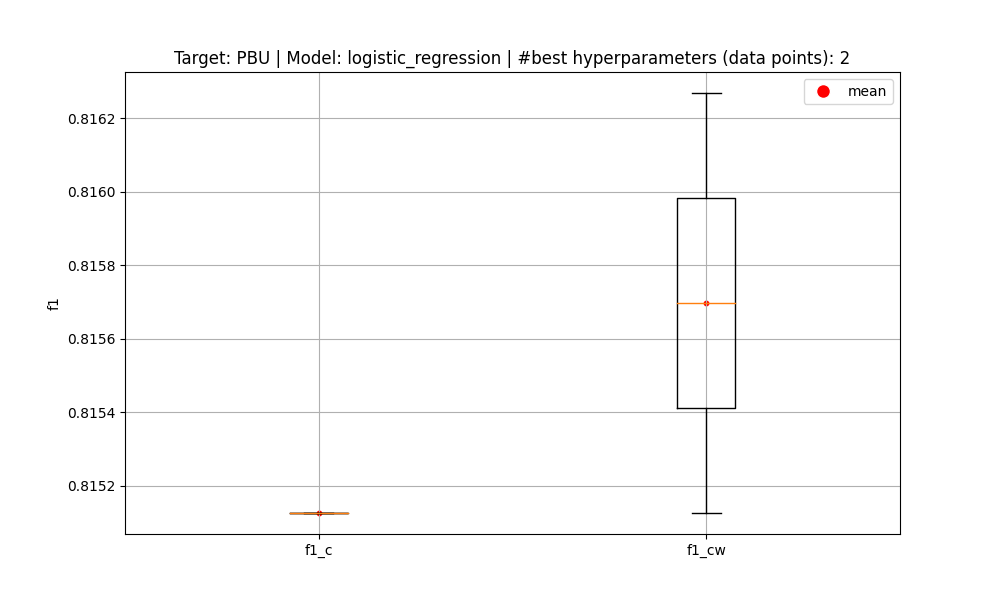 Target: PBU | Model: logistic_regression | #best hyperparameters (data points): 2
mean
0.8162
0.8160
0.8158
0.8156
0.8154
0.8152
f1
f1_c
f1_cw